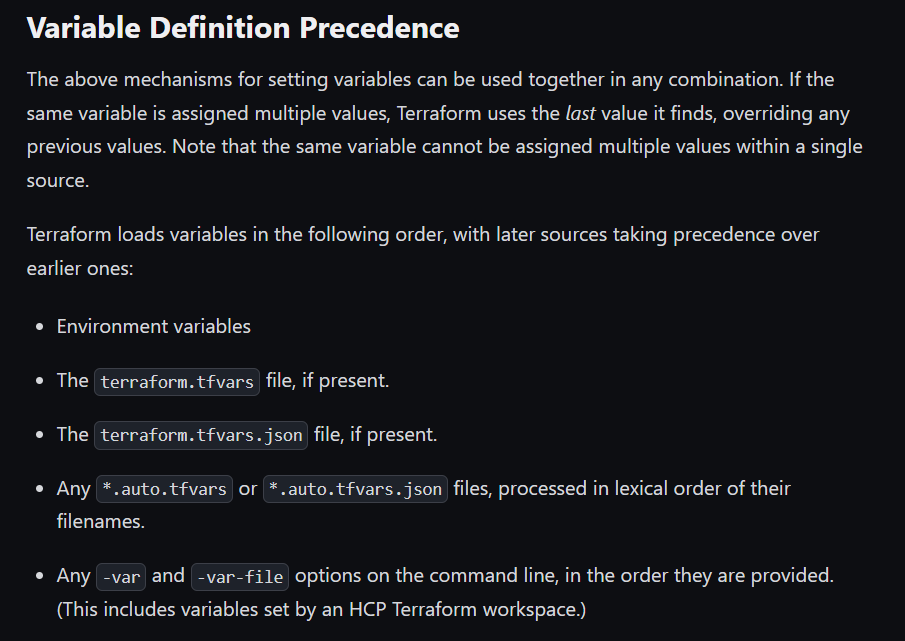 Variable Definition Precedence
The above mechanisms for setting variables can be used together in any combination. If the
same variable is assigned multiple values, Terraform uses the last value it finds, overriding any
previous values. Note that the same variable cannot be assigned multiple values within a single
source.
Terraform loads variables in the following order, with later sources taking precedence over
earlier ones:
• Environment variables
• The terraform.tfvars file, if present.
• The terraform.tfvars.json file, if present.
• Any *.auto.tfvars or *.auto.tfvars.json files, processed in lexical order of their
filenames.
• Any -var and -var-file options on the command line, in the order they are provided.
(This includes variables set by an HCP Terraform workspace.)